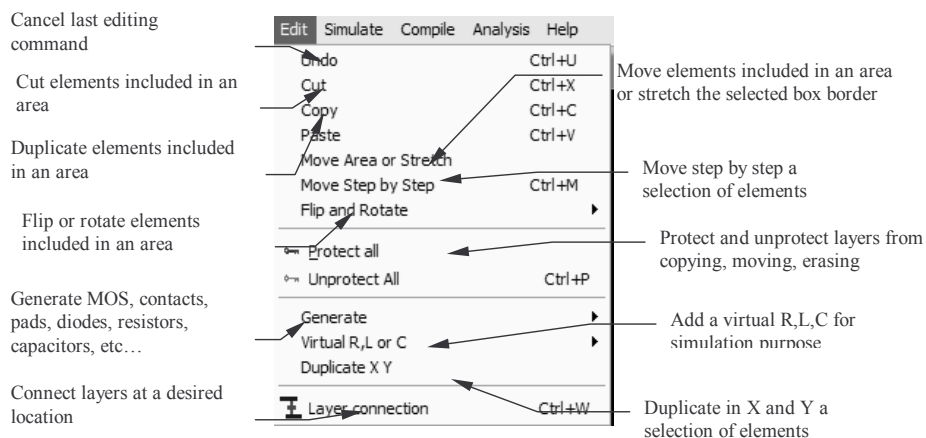 Cancel last editing
command
Cut elements included in an
area
Duplicate elements included
in an area
Flip or rotate elements
included in an area
Generate MOS, contacts,
pads, diodes, resistors,
capacitors, etc…
Connect layers at a desired
location
Edit Simulate Compile Analysis Help
Undo Ctrl+U
Cut Ctrl+X
Copy Ctrl+C
Paste Ctrl+V
Move Area or Stretch
Move Step by Step Ctrl+M
Flip and Rotate
Protect all
Unprotect All Ctrl+P
Generate
Virtual R,L or C
Duplicate X Y
Layer connection Ctrl+W
Move elements included in an area
or stretch the selected box border
Move step by step a
selection of elements
Protect and unprotect layers from
copying, moving, erasing
Add a virtual R,L,C for
simulation purpose
Duplicate in X and Y a
selection of elements